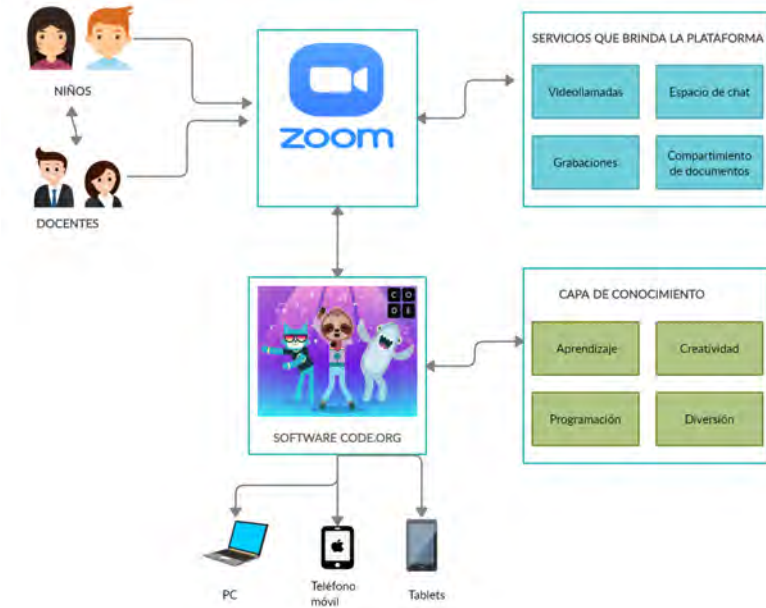 NIÑOS
DOCENTES
zoom
SERVICIOS QUE BRINDA LA PLATAFORMA
Videollamadas
Espacio de chat
Grabaciones
Compartimiento
de documentos
C O
D E
SOFTWARE CODE.ORG
CAPA DE CONOCIMIENTO
Aprendizaje
Creatividad
Programación
Diversión
PC
Teléfono
móvil
Tablets